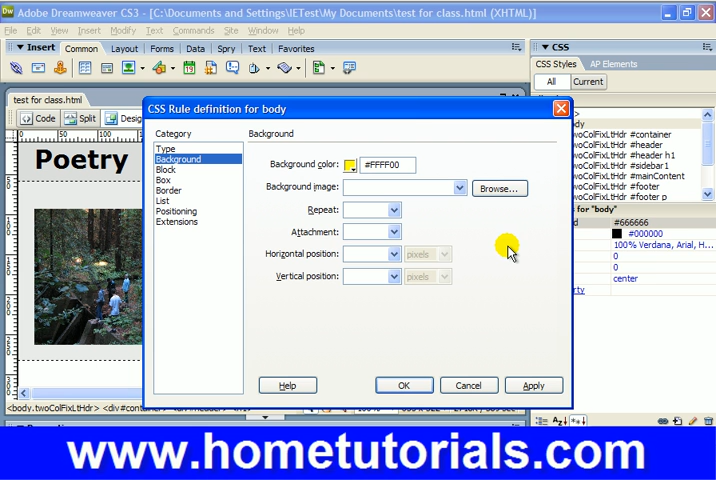 Adobe Dreamweaver CS3 - [C:\Documents and Settings\IETest\My Documents\test for class.html (XHTML)]
File Edit View Insert Modify Text Commands Site Window Help
Insert Common Layout Forms Data Spry Text Favorites
CSS
CSS Styles AP Elements
All Current
test for class.html
Code Split Design
0 50 100
Poetry
CSS Rule definition for body
Category
Type
Background
Block
Box
Border
List
Positioning
Extensions
Background
Background color: #FFFF00
Background image: Browse...
Repeat:
Attachment:
Horizontal position: pixels
Vertical position: pixels
Help OK Cancel Apply
twoColFixLtHdr #container
twoColFixLtHdr #header
twoColFixLtHdr #header h1
twoColFixLtHdr #sidebar1
twoColFixLtHdr #mainContent
twoColFixLtHdr #footer
twoColFixLtHdr #footer p
s for "body"
#666666
#000000
100% Verdana, Arial, H...
0
0
center
<body.twoColFixLtHdr> <div#container>
www.hometutorials.com